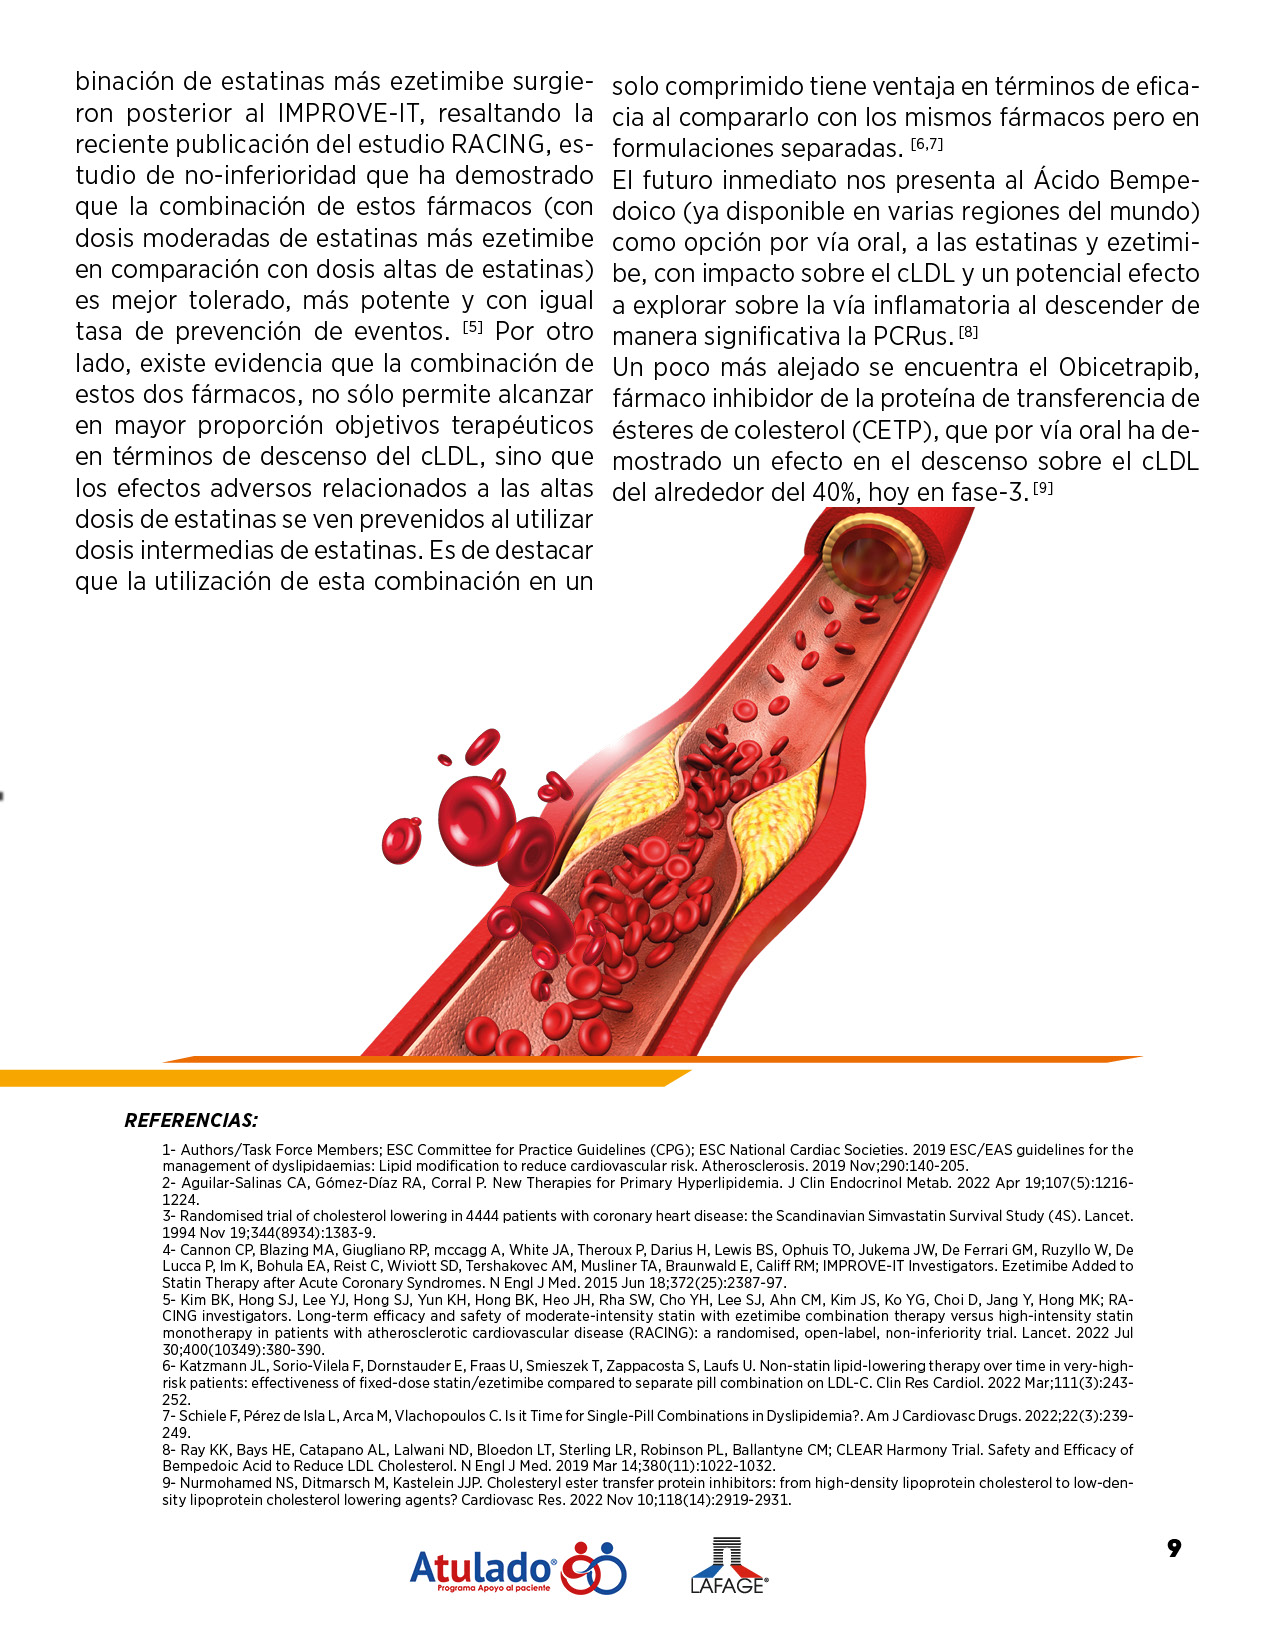 binación de estatinas más ezetimibe surgie-
ron posterior al IMPROVE-IT, resaltando la
reciente publicación del estudio RACING, es-
tudio de no-inferioridad que ha demostrado
que la combinación de estos fármacos (con
dosis moderadas de estatinas más ezetimibe
en comparación con dosis altas de estatinas)
es mejor tolerado, más potente y con igual
tasa de prevención de eventos. [5] Por otro
lado, existe evidencia que la combinación de
estos dos fármacos, no sólo permite alcanzar
en mayor proporción objetivos terapéuticos
en términos de descenso del cLDL, sino que
los efectos adversos relacionados a las altas
dosis de estatinas se ven prevenidos al utilizar
dosis intermedias de estatinas. Es de destacar
que la utilización de esta combinación en un
solo comprimido tiene ventaja en términos de efica-
cia al compararlo con los mismos fármacos pero en
formulaciones separadas. [6,7]
El futuro inmediato nos presenta al Ácido Bempe-
doico (ya disponible en varias regiones del mundo)
como opción por vía oral, a las estatinas y ezetimi-
be, con impacto sobre el cLDL y un potencial efecto
a explorar sobre la vía inflamatoria al descender de
manera significativa la PCRus. [8]
Un poco más alejado se encuentra el Obicetrapib,
fármaco inhibidor de la proteína de transferencia de
ésteres de colesterol (CETP), que por vía oral ha de-
mostrado un efecto en el descenso sobre el cLDL
del alrededor del 40%, hoy en fase-3. [9]
REFERENCIAS:
1- Authors/Task Force Members; ESC Committee for Practice Guidelines (CPG); ESC National Cardiac Societies. 2019 ESC/EAS guidelines for the
management of dyslipidaemias: Lipid modification to reduce cardiovascular risk. Atherosclerosis. 2019 Nov;290:140-205.
2- Aguilar-Salinas CA, Gómez-Díaz RA, Corral P. New Therapies for Primary Hyperlipidemia. J Clin Endocrinol Metab. 2022 Apr 19;107(5):1216-
1224.
3- Randomised trial of cholesterol lowering in 4444 patients with coronary heart disease: the Scandinavian Simvastatin Survival Study (4S). Lancet.
1994 Nov 19;344(8934):1383-9.
4- Cannon CP, Blazing MA, Giugliano RP, mccagg A, White JA, Theroux P, Darius H, Lewis BS, Ophuis TO, Jukema JW, De Ferrari GM, Ruzyllo W, De
Lucca P, Im K, Bohula EA, Reist C, Wiviott SD, Tershakovec AM, Musliner TA, Braunwald E, Califf RM; IMPROVE-IT Investigators. Ezetimibe Added to
Statin Therapy after Acute Coronary Syndromes. N Engl J Med. 2015 Jun 18;372(25):2387-97.
5- Kim BK, Hong SJ, Lee YJ, Hong SJ, Yun KH, Hong BK, Heo JH, Rha SW, Cho YH, Lee SJ, Ahn CM, Kim JS, Ko YG, Choi D, Jang Y, Hong MK; RA-
CING investigators. Long-term efficacy and safety of moderate-intensity statin with ezetimibe combination therapy versus high-intensity statin
monotherapy in patients with atherosclerotic cardiovascular disease (RACING): a randomised, open-label, non-inferiority trial. Lancet. 2022 Jul
30;400(10349):380-390.
6- Katzmann JL, Sorio-Vilela F, Dornstauder E, Fraas U, Smieszek T, Zappacosta S, Laufs U. Non-statin lipid-lowering therapy over time in very-high-
risk patients: effectiveness of fixed-dose statin/ezetimibe compared to separate pill combination on LDL-C. Clin Res Cardiol. 2022 Mar;111(3):243-
252.
7- Schiele F, Pérez de Isla L, Arca M, Vlachopoulos C. Is it Time for Single-Pill Combinations in Dyslipidemia?. Am J Cardiovasc Drugs. 2022;22(3):239-
249.
8- Ray KK, Bays HE, Catapano AL, Lalwani ND, Bloedon LT, Sterling LR, Robinson PL, Ballantyne CM; CLEAR Harmony Trial. Safety and Efficacy of
Bempedoic Acid to Reduce LDL Cholesterol. N Engl J Med. 2019 Mar 14;380(11):1022-1032.
9- Nurmohamed NS, Ditmarsch M, Kastelein JJP. Cholesteryl ester transfer protein inhibitors: from high-density lipoprotein cholesterol to low-den-
sity lipoprotein cholesterol lowering agents? Cardiovasc Res. 2022 Nov 10;118(14):2919-2931.
Atulado®
Programa Apoyo al paciente
LAFAGE®
9